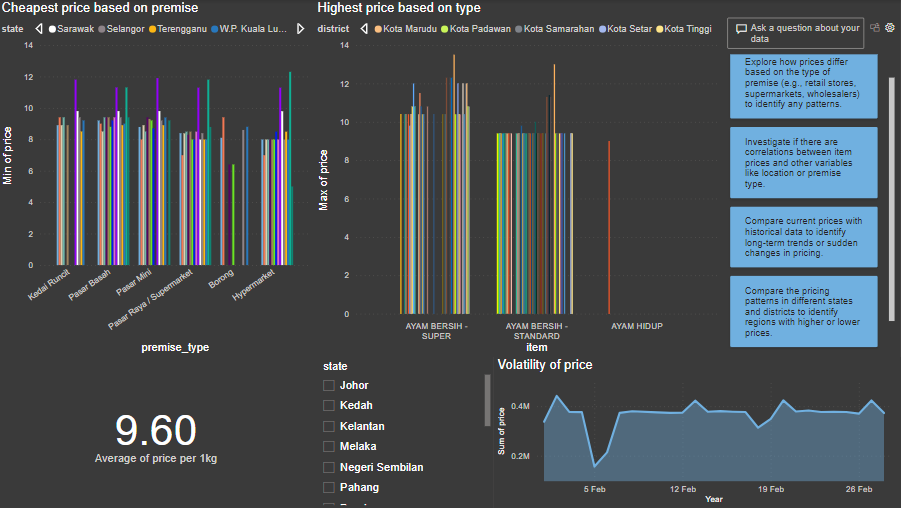 Cheapest price based on premise
state
Sarawak
Selangor
Terengganu
W.P. Kuala Lu...
14
12
10
8
6
4
2
0
Min of price
Kedai Runcit
Pasar Basah
Pasar Mini
Pasar Raya / Supermarket
Borong
Hypermarket
premise_type
Highest price based on type
district
Kota Marudu
Kota Padawan
Kota Samarahan
Kota Setar
Kota Tinggi
14
12
10
8
6
4
2
0
Max of price
AYAM BERSIH -
SUPER
AYAM BERSIH -
STANDARD
AYAM HIDUP
item
Ask a question about your
data
Explore how prices differ
based on the type of
premise (e.g., retail stores,
supermarkets, wholesalers)
to identify any patterns.
Investigate if there are
correlations between item
prices and other variables
like location or premise
type.
Compare current prices with
historical data to identify
long-term trends or sudden
changes in pricing.
Compare the pricing
patterns in different states
and districts to identify
regions with higher or lower
prices.
9.60
Average of price per 1kg
state
Johor
Kedah
Kelantan
Melaka
Negeri Sembilan
Pahang
Volatility of price
0.4M
0.2M
Sum of price
5 Feb
12 Feb
19 Feb
26 Feb
Year